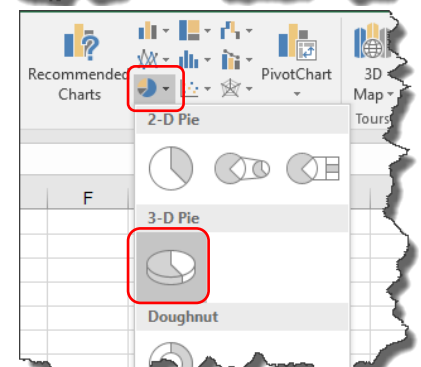 Recommended
Charts
PivotChart
3D
Map
Tours
2-D Pie
F
3-D Pie
Doughnut